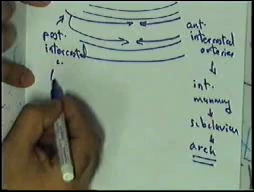 post.
intercostal
a.
ant.
intercostal
arteries
int.
mammary
subclavian
arch